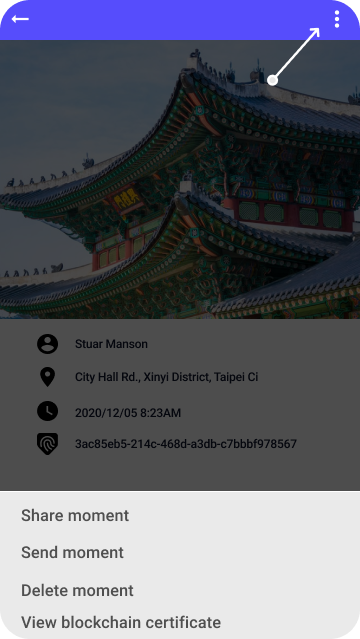 Stuar Manson
City Hall Rd., Xinyi District, Taipei Ci
2020/12/05 8:23AM
3ac85eb5-214c-468d-a3db-c7bbbf978567
Share moment
Send moment
Delete moment
View blockchain certificate